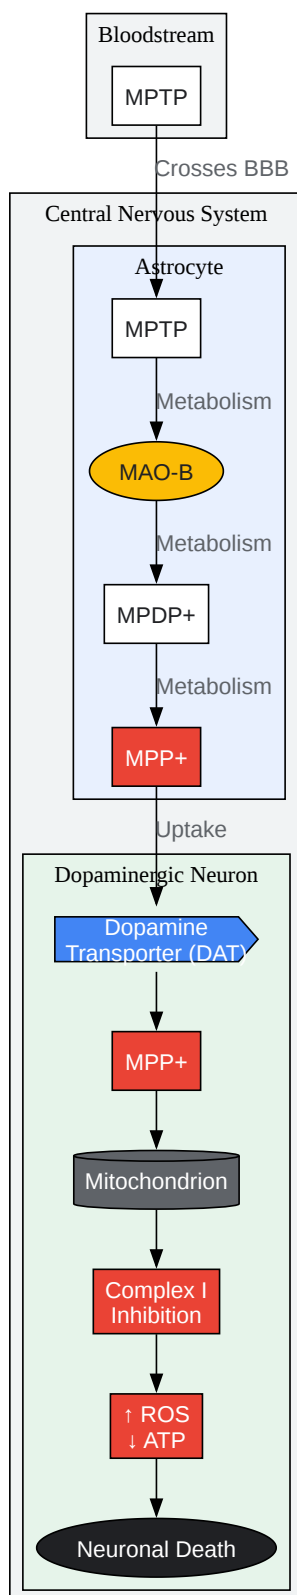 Bloodstream
MPTP
Crosses BBB
Central Nervous System
Astrocyte
MPTP
Metabolism
MAO-B
Metabolism
MPDP+
Metabolism
MPP+
Uptake
Dopaminergic Neuron
Dopamine
Transporter (DAT)
MPP+
Mitochondrion
Complex I
Inhibition
↑ ROS
↓ ATP
Neuronal Death